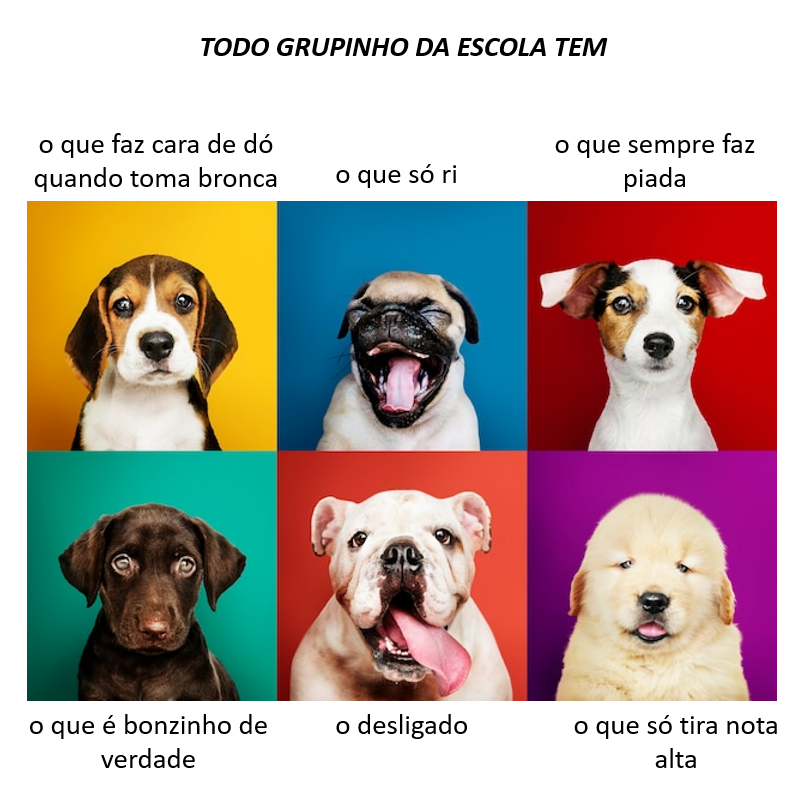 TODO GRUPINHO DA ESCOLA TEM
o que faz cara de dó
quando toma bronca
o que só ri
o que sempre faz
piada
o que é bonzinho de
verdade
o desligado
o que só tira nota
alta